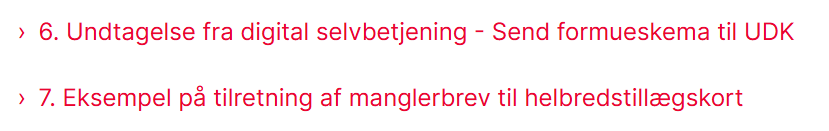 › 6. Undtagelse fra digital selvbetjening - Send formueskema til UDK
› 7. Eksempel på tilretning af manglerbrev til helbredstillægskort